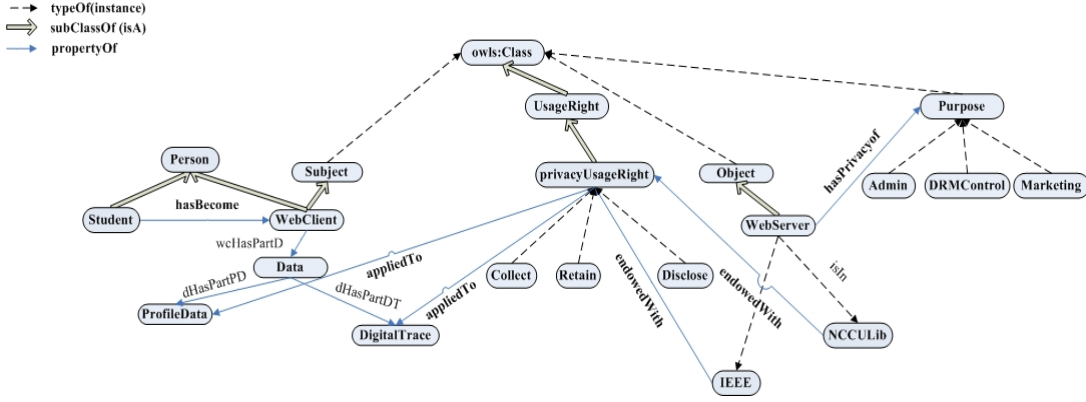 typeOf(instance)
subClassOf (isA)
propertyOf
owls:Class
UsageRight
Purpose
Person
Subject
privacyUsageRight
Object
hasPrivacyof
Admin
DRMControl
Marketing
Student
hasBecome
WebClient
WebServer
wcHasPartD
Data
appliedTo
Collect
Retain
Disclose
isIn
dHasPartPD
dHasPartDT
appliedTo
endowedWith
endowedWith
ProfileData
DigitalTrace
NCCULib
IEEE